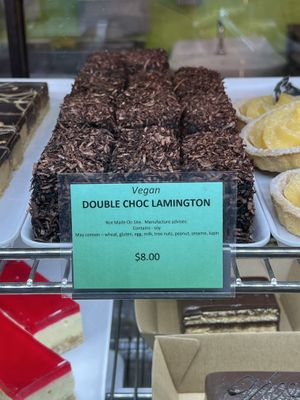 Vegan
DOUBLE CHOC LAMINGTON
Not Made On Site. Manufacture advises:
Contains - soy
May contain – wheat, gluten, egg, milk, tree nuts, peanut, sesame, lupin
$8.00